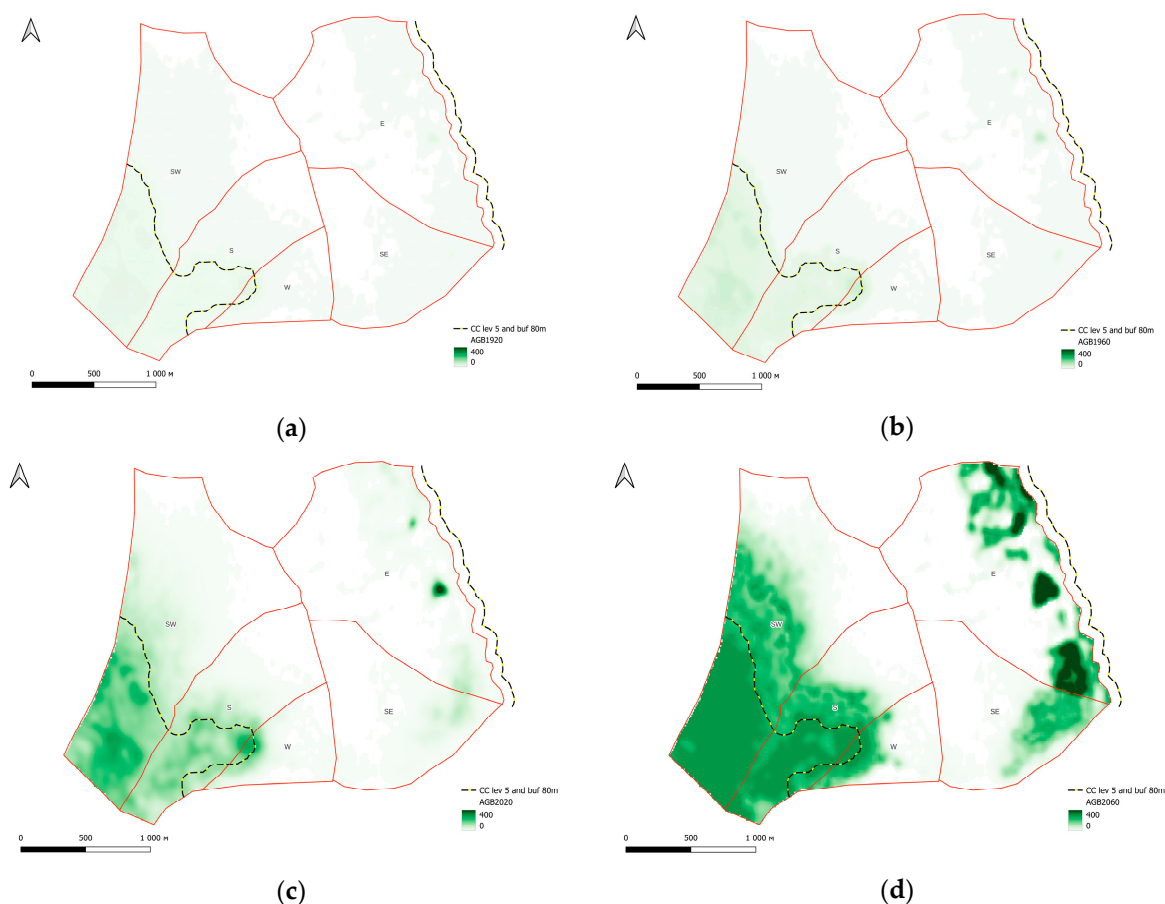 E
SW
S
SE
W
CC lev 5 and buf 80m
AGB1920
400
0
0 500 1 000 м
(a)
E
SW
S
SE
W
CC lev 5 and buf 80m
AGB1960
400
0
0 500 1 000 м
(b)
E
SW
S
SE
W
CC lev 5 and buf 80m
AGB2020
400
0
0 500 1 000 м
(c)
E
SW
S
SE
W
CC lev 5 and buf 80m
AGB2060
400
0
0 500 1 000 м
(d)